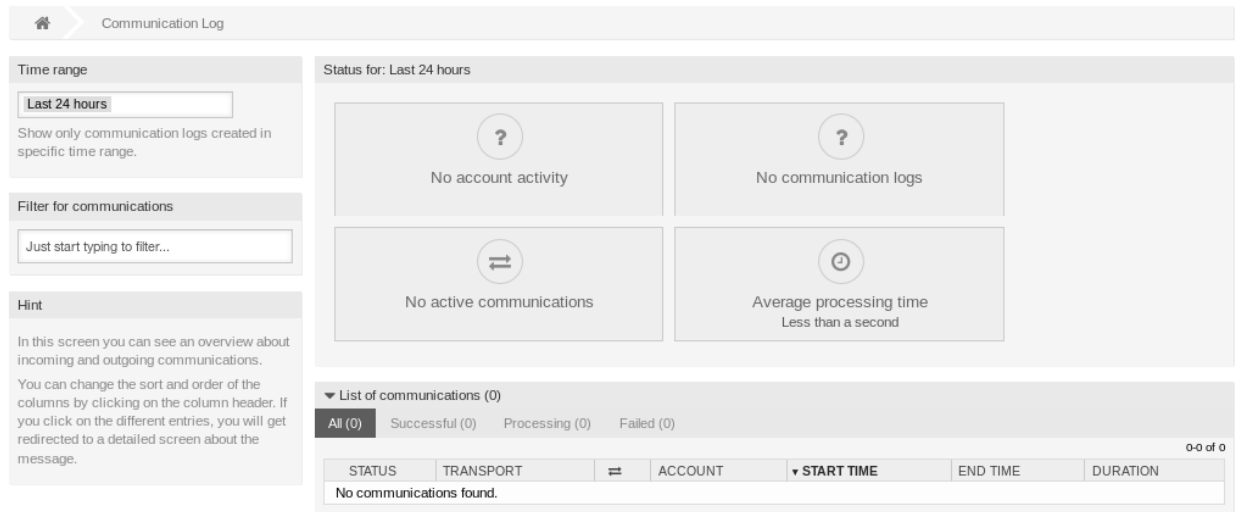 Communication Log
Time range
Last 24 hours
Show only communication logs created in
specific time range.
Filter for communications
Just start typing to filter...
Hint
In this screen you can see an overview about
incoming and outgoing communications.
You can change the sort and order of the
columns by clicking on the column header. If
you click on the different entries, you will get
redirected to a detailed screen about the
message.
Status for: Last 24 hours
?
No account activity
?
No communication logs
No active communications
Average processing time
Less than a second
List of communications (0)
All (0) Successful (0) Processing (0) Failed (0)
0-0 of 0
STATUS TRANSPORT ACCOUNT START TIME END TIME DURATION
No communications found.